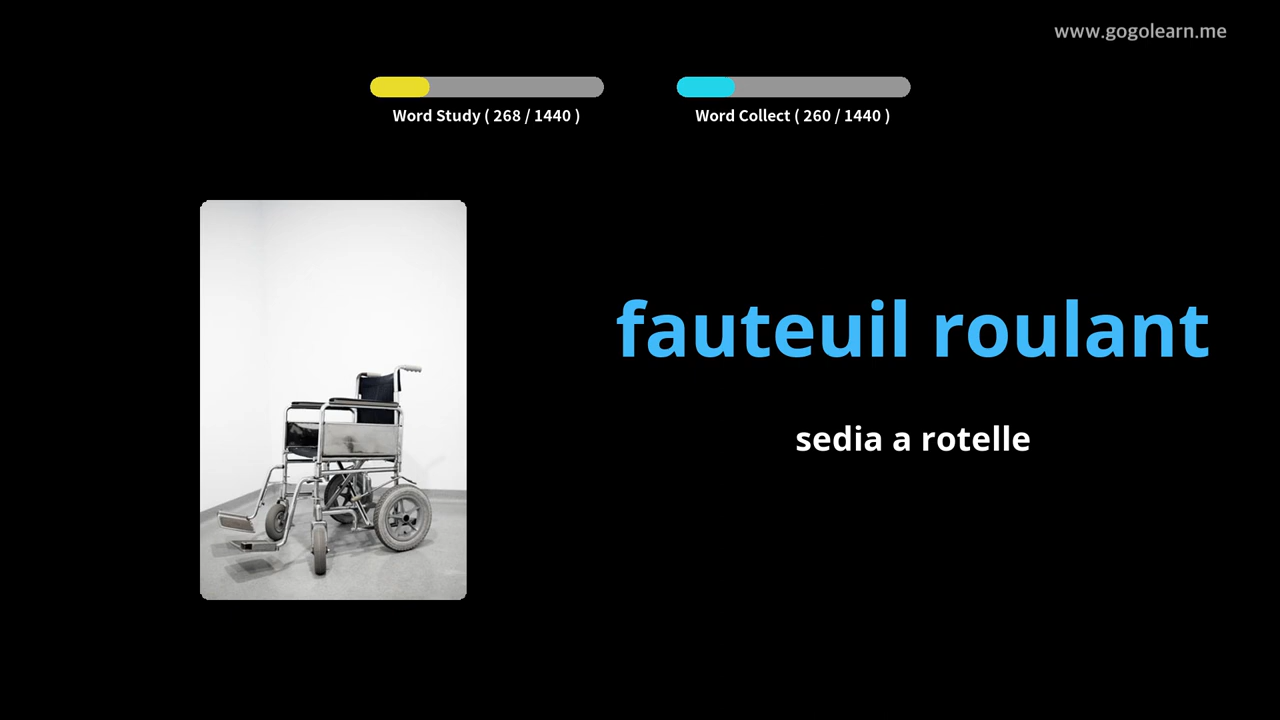 www.gogolearn.me
Word Study ( 268 / 1440 )
Word Collect ( 260 / 1440 )
fauteuil roulant
sedia a rotelle